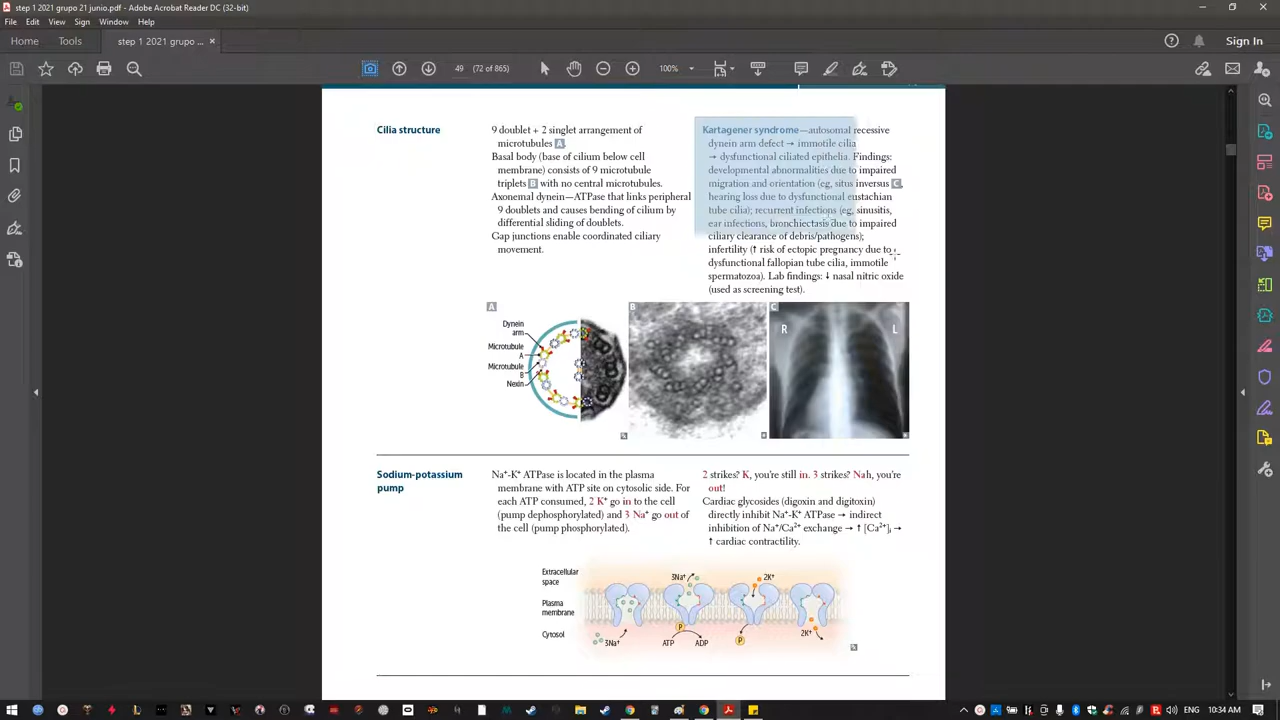 step 1 2021 grupo 21 junio.pdf - Adobe Acrobat Reader DC (32-bit)
File Edit View Sign Window Help
Home Tools step 1 2021 grupo ... × Sign In
49 (72 of 865) 100%
Cilia structure
9 doublet + 2 singlet arrangement of
microtubules A.
Basal body (base of cilium below cell
membrane) consists of 9 microtubule
triplets B with no central microtubules.
Axonemal dynein—ATPase that links peripheral
9 doublets and causes bending of cilium by
differential sliding of doublets.
Gap junctions enable coordinated ciliary
movement.
Kartagener syndrome—autosomal recessive
dynein arm defect → immotile cilia
→ dysfunctional ciliated epithelia. Findings:
developmental abnormalities due to impaired
migration and orientation (eg, situs inversus C,
hearing loss due to dysfunctional eustachian
tube cilia); recurrent infections (eg, sinusitis,
ear infections, bronchiectasis due to impaired
ciliary clearance of debris/pathogens);
infertility (↑ risk of ectopic pregnancy due to
dysfunctional fallopian tube cilia, immotile
spermatozoa). Lab findings: ↓ nasal nitric oxide
(used as screening test).
A
Dynein
arm
Microtubule
A
Microtubule
B
Nexin
B
C
R L
Sodium-potassium
pump
Na⁺-K⁺ ATPase is located in the plasma
membrane with ATP site on cytosolic side. For
each ATP consumed, 2 K⁺ go in to the cell
(pump dephosphorylated) and 3 Na⁺ go out of
the cell (pump phosphorylated).
2 strikes? K, you're still in. 3 strikes? Nah, you're
out!
Cardiac glycosides (digoxin and digitoxin)
directly inhibit Na⁺-K⁺ ATPase → indirect
inhibition of Na⁺/Ca²⁺ exchange → ↑ [Ca²⁺]ᵢ →
↑ cardiac contractility.
Extracellular
space
Plasma
membrane
Cytosol
3Na⁺
3Na⁺
P
ATP ADP
2K⁺
P
2K⁺
ENG 10:34 AM